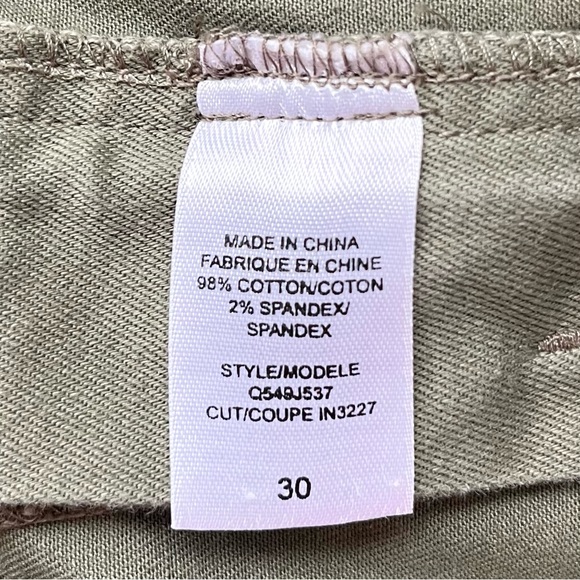 MADE IN CHINA
FABRIQUE EN CHINE
98% COTTON/COTON
2% SPANDEX/
SPANDEX
STYLE/MODELE
Q549J537
CUT/COUPE IN3227
30